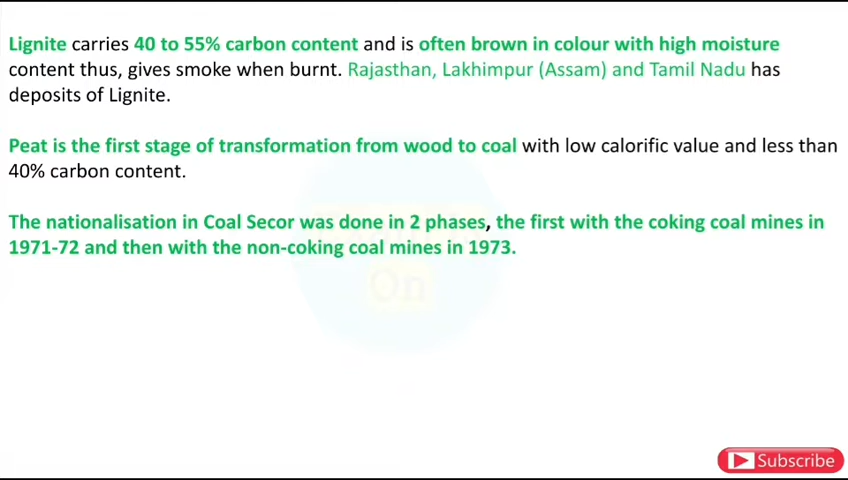 Lignite carries 40 to 55% carbon content and is often brown in colour with high moisture
content thus, gives smoke when burnt. Rajasthan, Lakhimpur (Assam) and Tamil Nadu has
deposits of Lignite.
Peat is the first stage of transformation from wood to coal with low calorific value and less than
40% carbon content.
The nationalisation in Coal Secor was done in 2 phases, the first with the coking coal mines in
1971-72 and then with the non-coking coal mines in 1973.
On
Subscribe